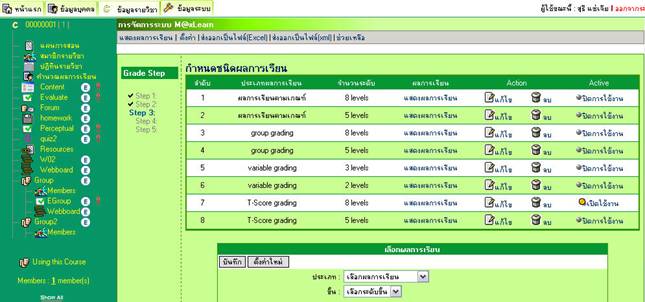 หน้าแรก ข้อมูลบุคคล ข้อมูลรายวิชา ข้อมูลระบบ
ผู้ใช้ขณะนี้ : สุริ แซ่เจีย | ออกจากระ
C 00000001 | 1 |
การจัดการระบบ M@xLearn
แสดงผลการเรียน | ตั้งค่า | ส่งออกเป็นไฟล์(Excel) | ส่งออกเป็นไฟล์(xml) | ช่วยเหลือ
แผนการสอน
สมาชิกรายวิชา
ปฏิทินรายวิชา
คำนวณผลการเรียน
Content E
Evaluate E
Forum E
homework E
Perceptual E
quiz2 E
Resources
W02 E
Webboard E
Group E
Members
EGroup E
Webboard E
Group2 E
Members
Using this Course
Members : 1 member(s)
Show All
Grade Step
Step 1:
Step 2:
Step 3:
Step 4:
Step 5:
กำหนดชนิดผลการเรียน
ลำดับ ประเภทผลการเรียน จำนวนระดับ ผลการเรียน Action Active
1 ผลการเรียนตามเกณฑ์ 8 levels แสดงผลการเรียน แก้ไข ลบ ปิดการใช้งาน
2 ผลการเรียนตามเกณฑ์ 5 levels แสดงผลการเรียน แก้ไข ลบ ปิดการใช้งาน
3 group grading 8 levels แสดงผลการเรียน แก้ไข ลบ ปิดการใช้งาน
4 group grading 5 levels แสดงผลการเรียน แก้ไข ลบ ปิดการใช้งาน
5 variable grading 3 levels แสดงผลการเรียน แก้ไข ลบ ปิดการใช้งาน
6 variable grading 2 levels แสดงผลการเรียน แก้ไข ลบ ปิดการใช้งาน
7 T-Score grading 8 levels แสดงผลการเรียน แก้ไข ลบ เปิดใช้งาน
8 T-Score grading 5 levels แสดงผลการเรียน แก้ไข ลบ ปิดการใช้งาน
เลือกผลการเรียน
บันทึก ตั้งค่าใหม่
ประเภท : เลือกผลการเรียน
ขั้น : เลือกระดับขั้น